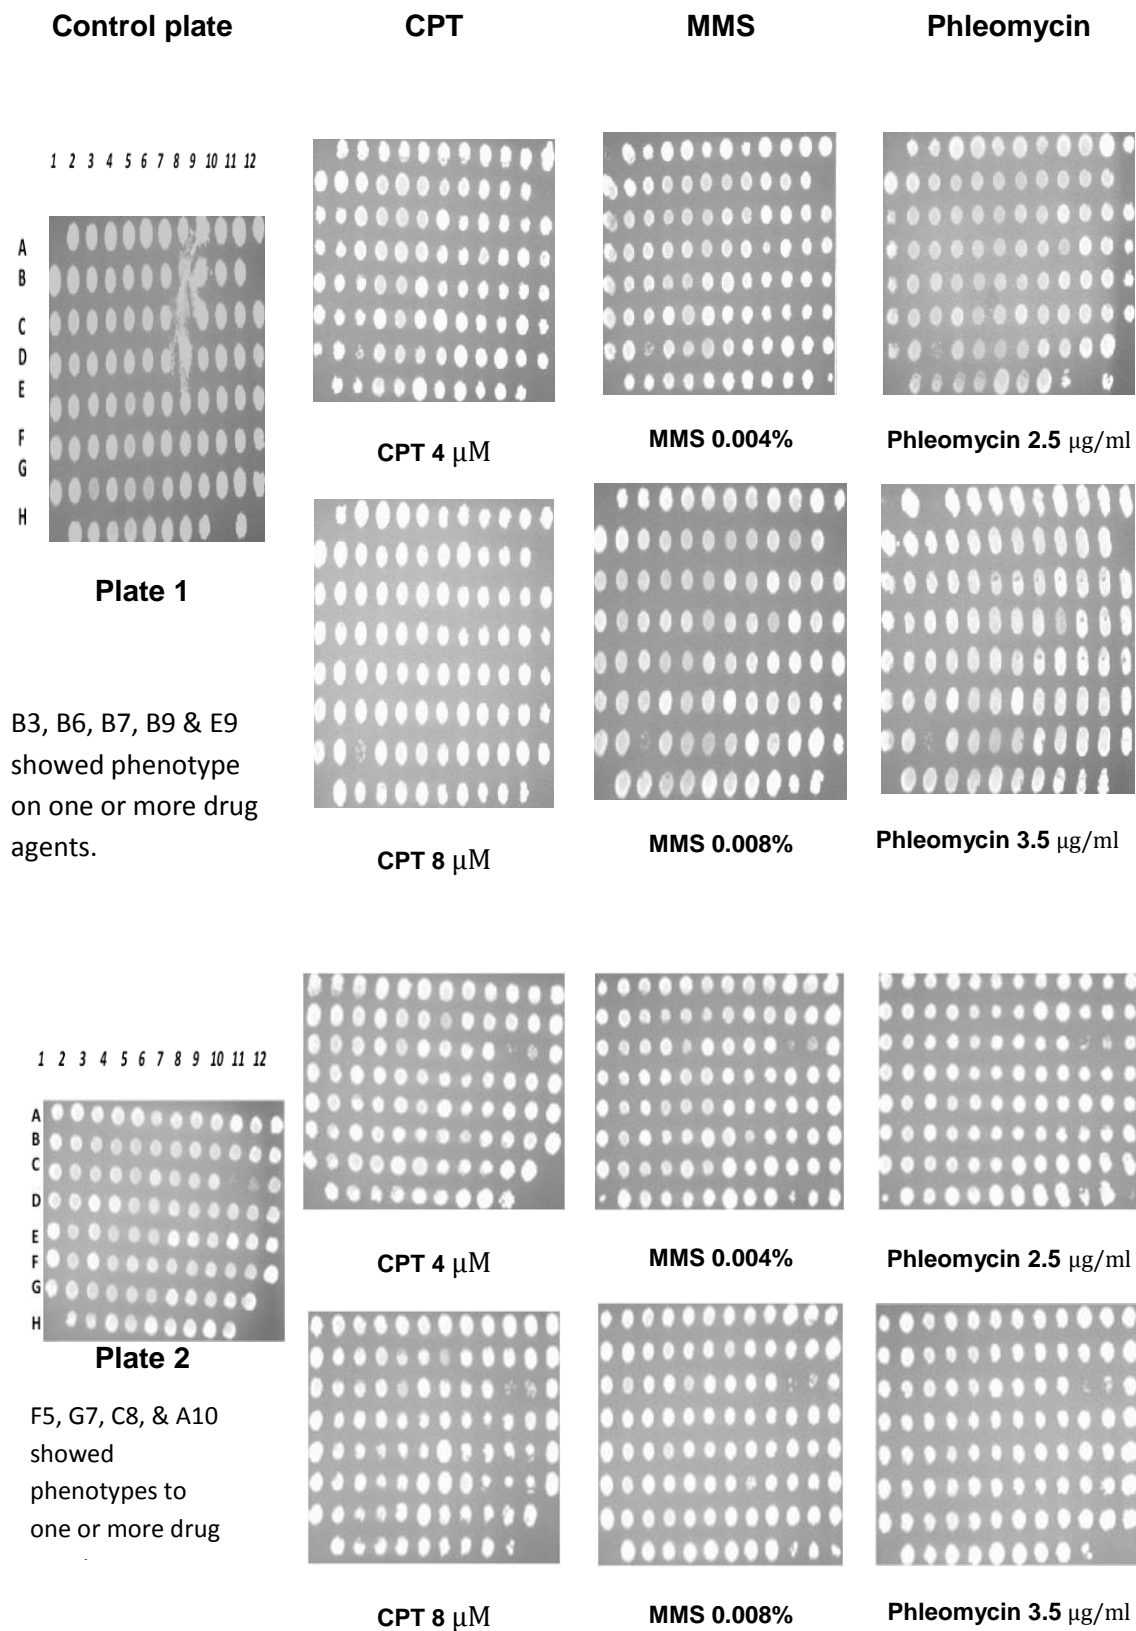 Control plate CPT MMS Phleomycin
1 2 3 4 5 6 7 8 9 10 11 12
A
B
C
D
E
F
G
H
CPT 4 μM MMS 0.004% Phleomycin 2.5 μg/ml
Plate 1
B3, B6, B7, B9 & E9
showed phenotype
on one or more drug
agents.
CPT 8 μM MMS 0.008% Phleomycin 3.5 μg/ml
1 2 3 4 5 6 7 8 9 10 11 12
A
B
C
D
E
F
G
H
CPT 4 μM MMS 0.004% Phleomycin 2.5 μg/ml
Plate 2
F5, G7, C8, & A10
showed
phenotypes to
one or more drug
CPT 8 μM MMS 0.008% Phleomycin 3.5 μg/ml